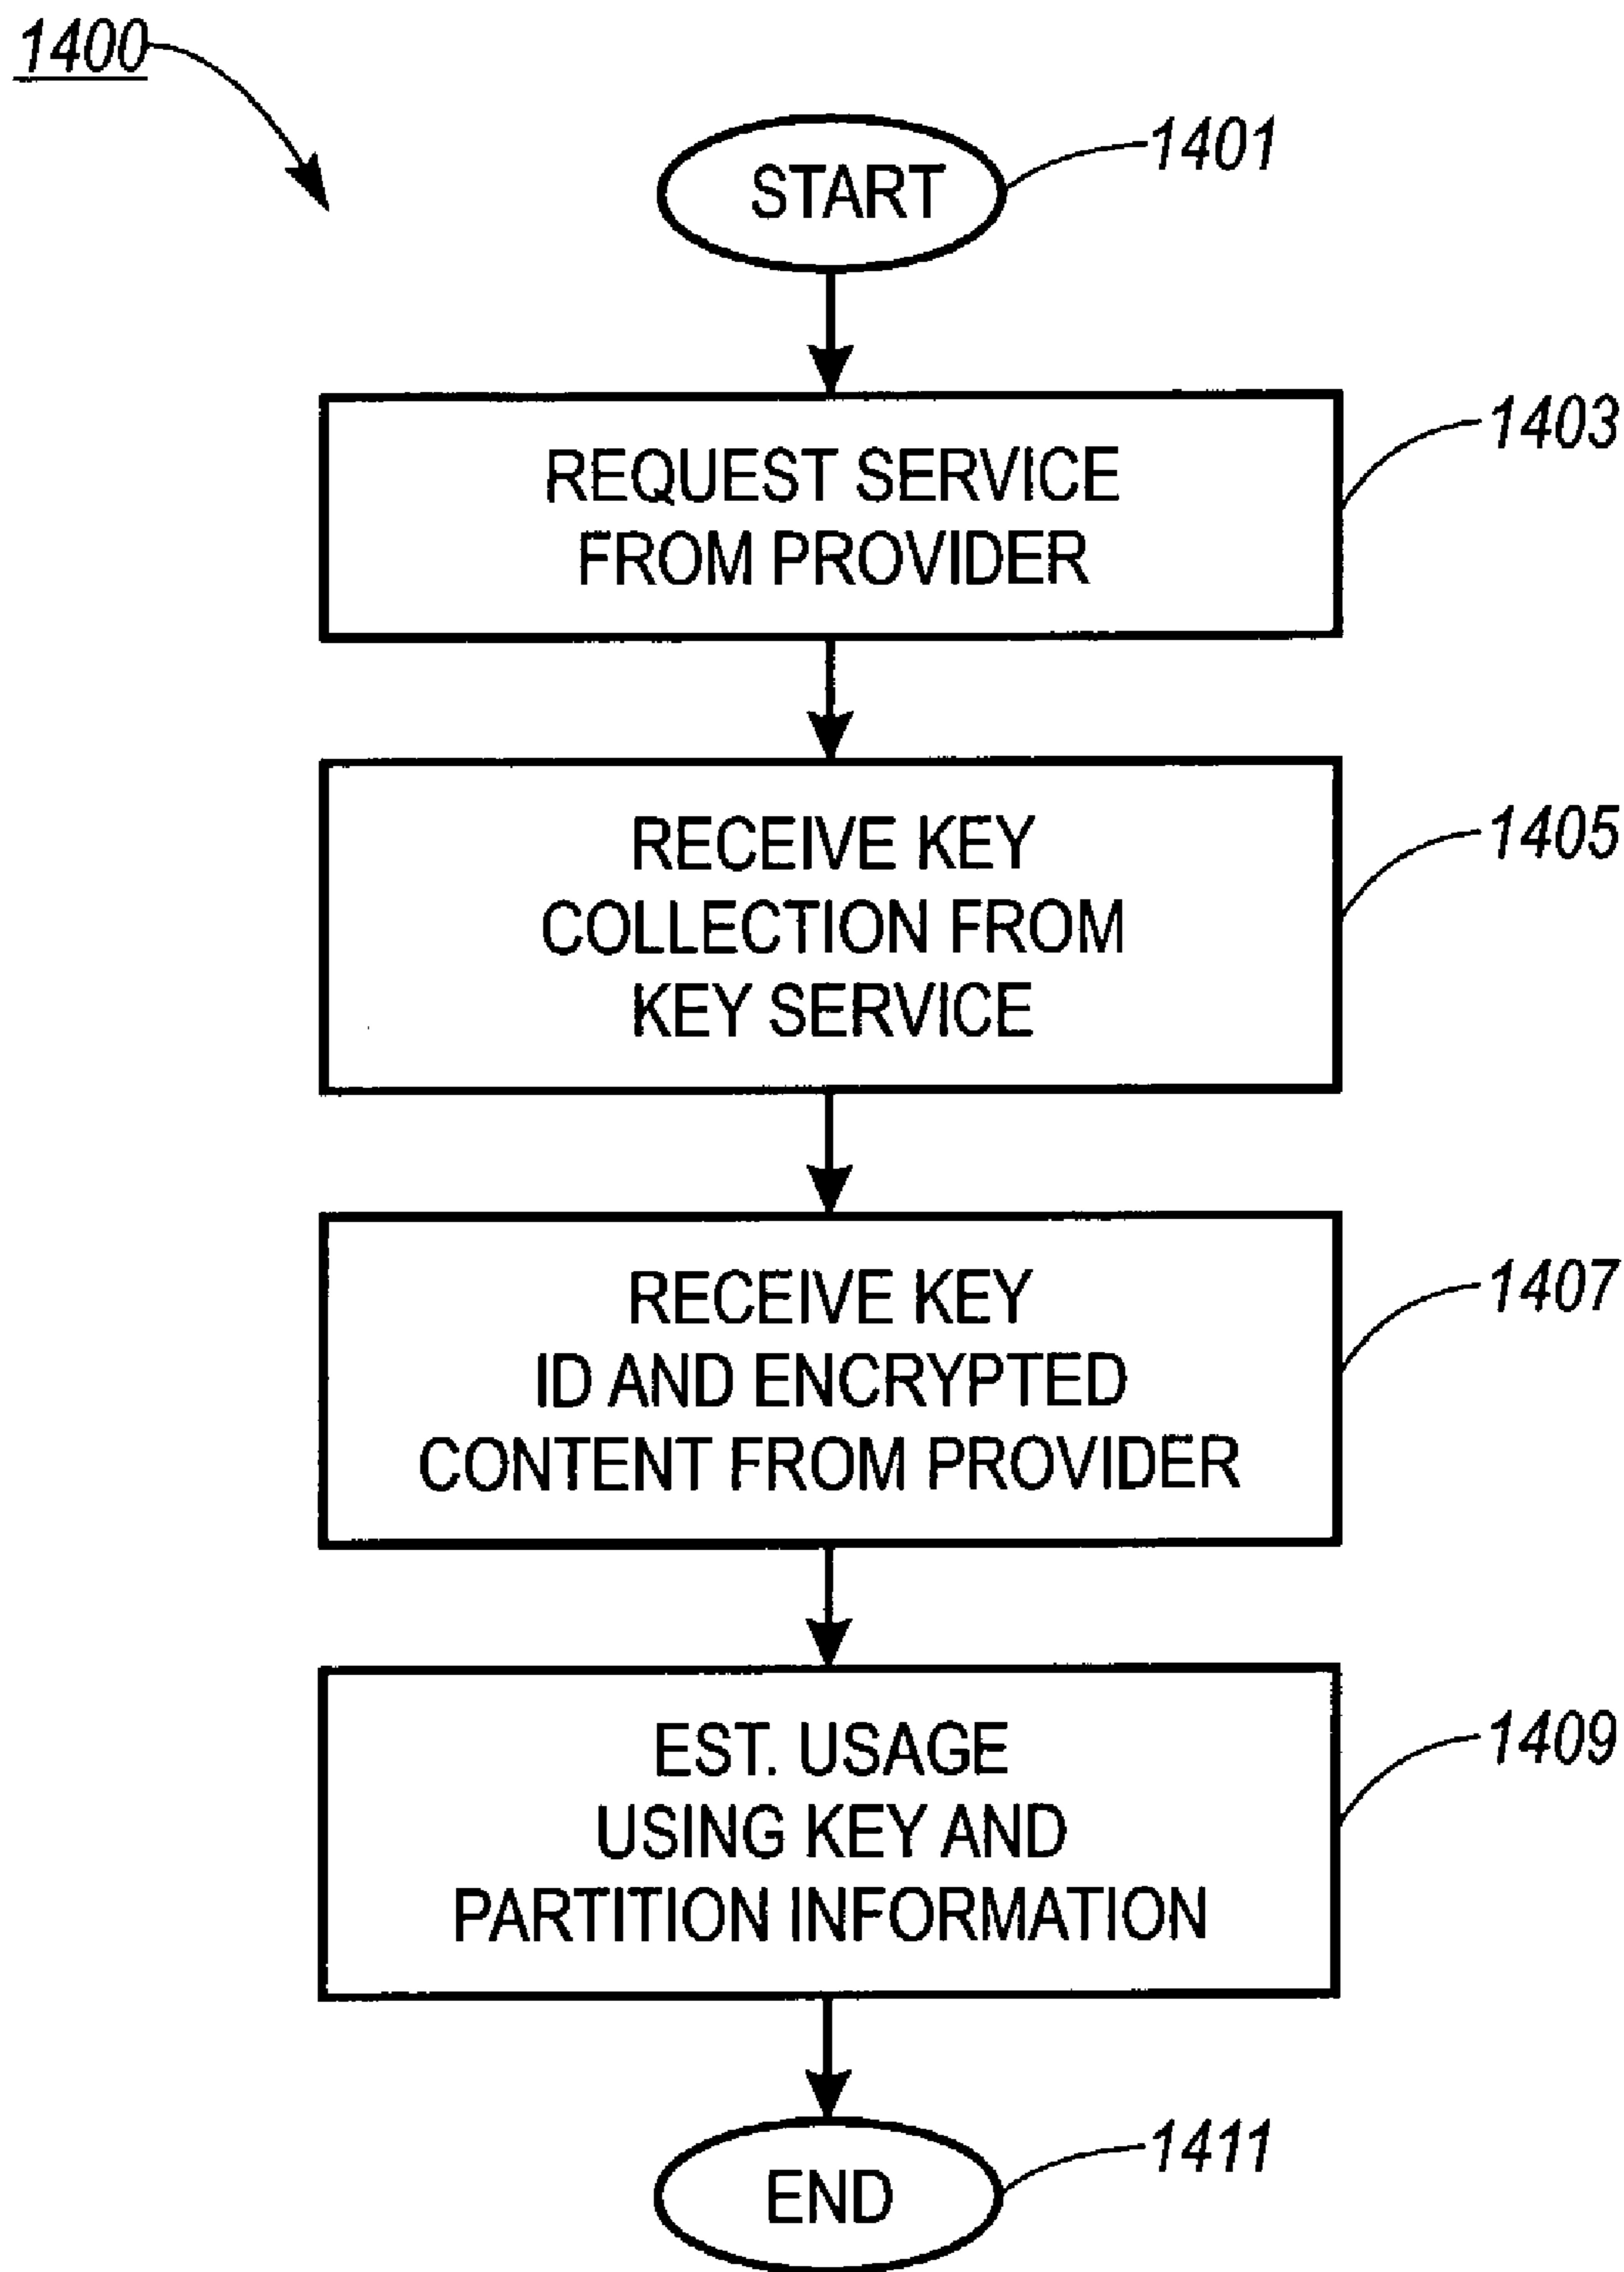 1400
START
1401
REQUEST SERVICE
FROM PROVIDER
1403
RECEIVE KEY
COLLECTION FROM
KEY SERVICE
1405
RECEIVE KEY
ID AND ENCRYPTED
CONTENT FROM PROVIDER
1407
EST. USAGE
USING KEY AND
PARTITION INFORMATION
1409
END
1411